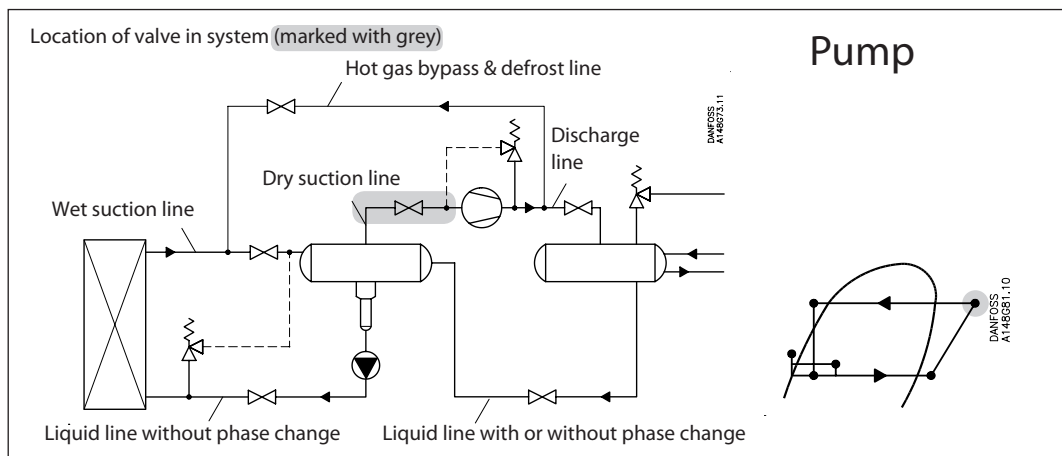 Location of valve in system (marked with grey)
Pump
Hot gas bypass & defrost line
DANFOSS
A148G73.11
Discharge
line
Dry suction line
Wet suction line
DANFOSS
A148G81.10
Liquid line without phase change
Liquid line with or without phase change